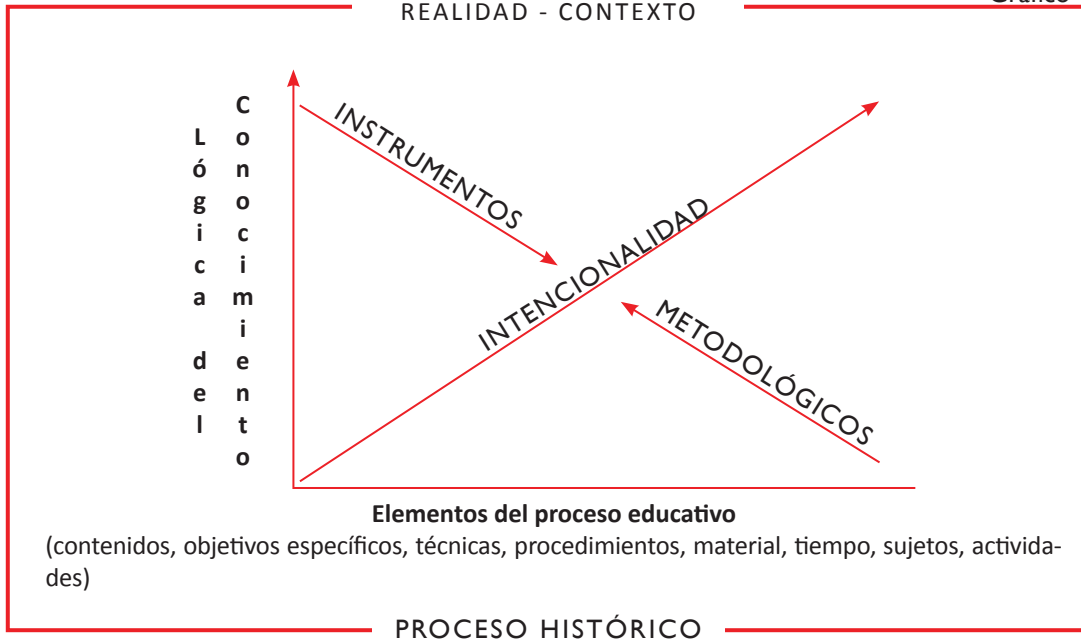 Gráfico
REALIDAD - CONTEXTO
Lógica del
Conocimiento
INSTRUMENTOS
INTENCIONALIDAD
METODOLÓGICOS
Elementos del proceso educativo
(contenidos, objetivos específicos, técnicas, procedimientos, material, tiempo, sujetos, activida-
des)
PROCESO HISTÓRICO